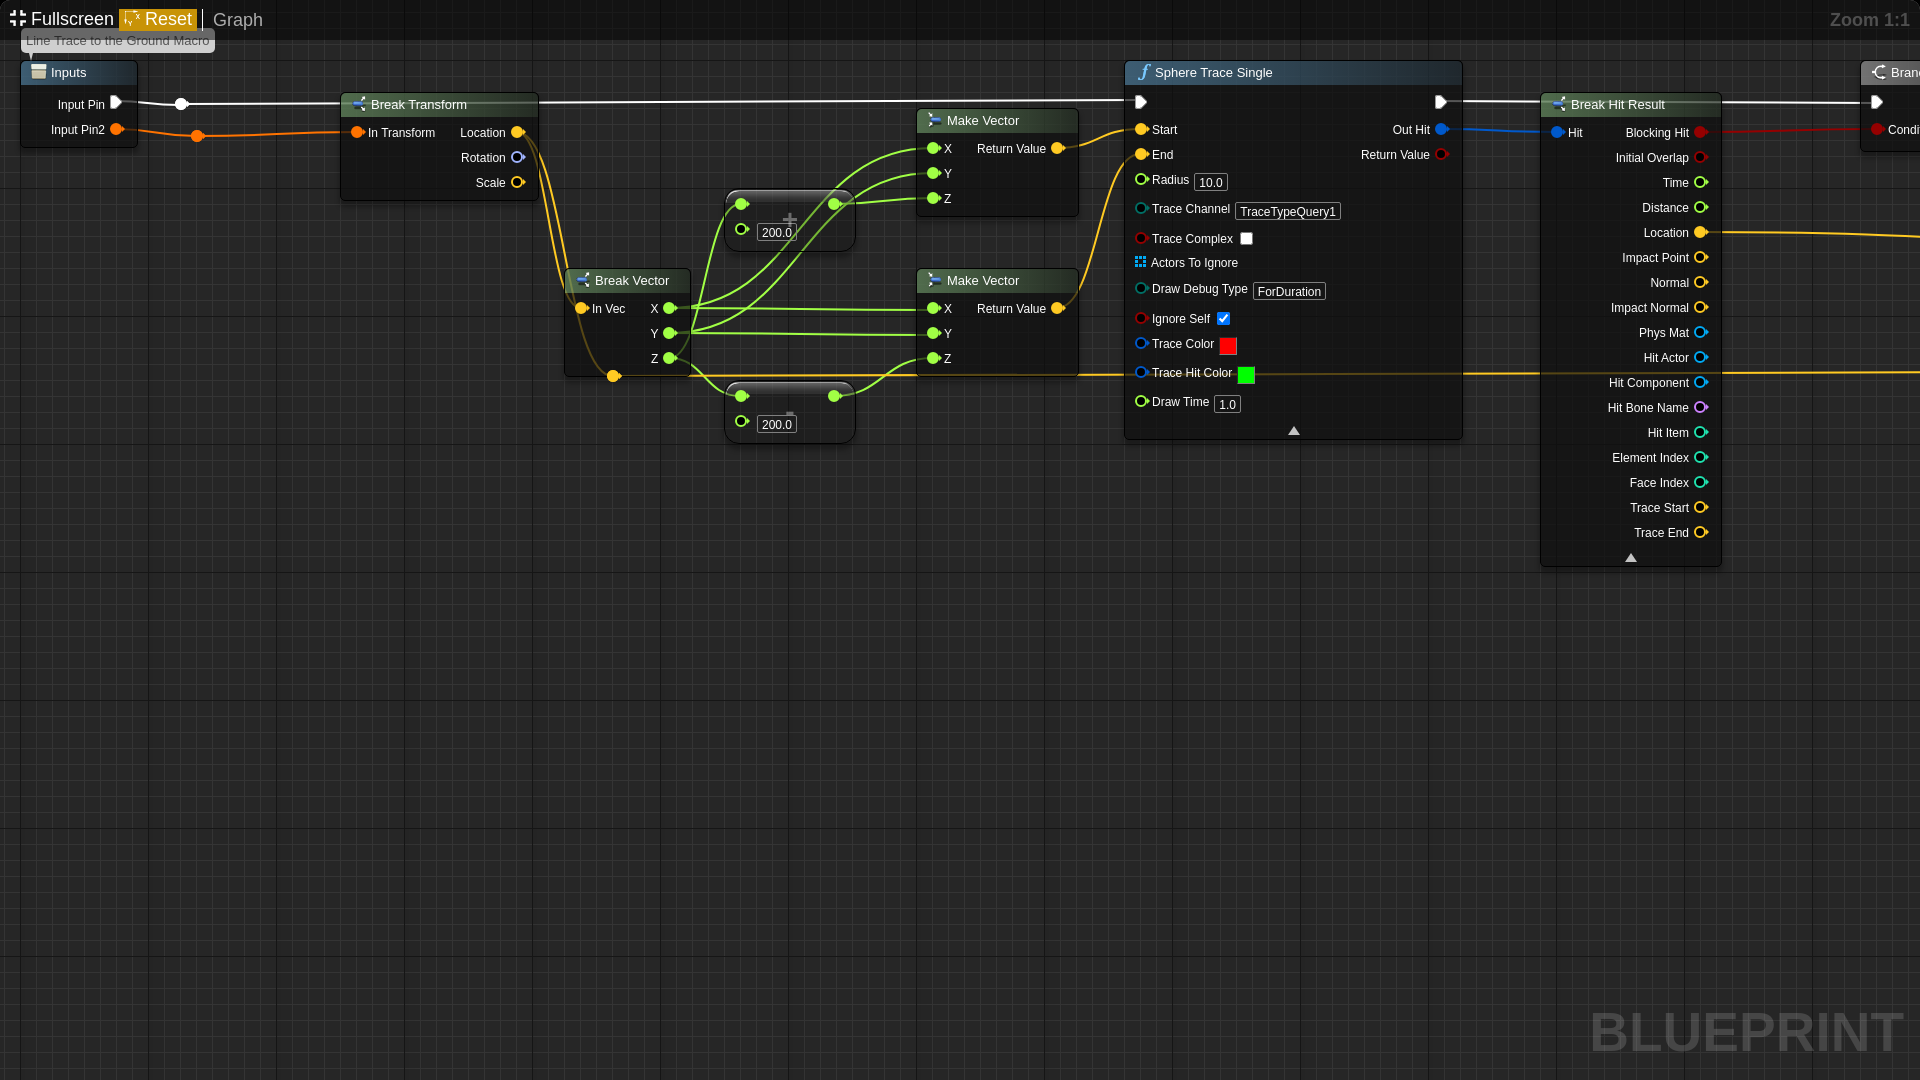 Fullscreen Reset Graph
Zoom 1:1
Line Trace to the Ground Macro
Inputs
Input Pin
Input Pin2
Break Transform
In Transform Location
Rotation
Scale
Break Vector
In Vec X
Y
Z
+
200.0
-
200.0
Make Vector
X Return Value
Y
Z
Make Vector
X Return Value
Y
Z
Sphere Trace Single
Start Out Hit
End Return Value
Radius 10.0
Trace Channel TraceTypeQuery1
Trace Complex
Actors To Ignore
Draw Debug Type ForDuration
Ignore Self
Trace Color
Trace Hit Color
Draw Time 1.0
Break Hit Result
Hit Blocking Hit
Initial Overlap
Time
Distance
Location
Impact Point
Normal
Impact Normal
Phys Mat
Hit Actor
Hit Component
Hit Bone Name
Hit Item
Element Index
Face Index
Trace Start
Trace End
Bran
Condi
BLUEPRINT